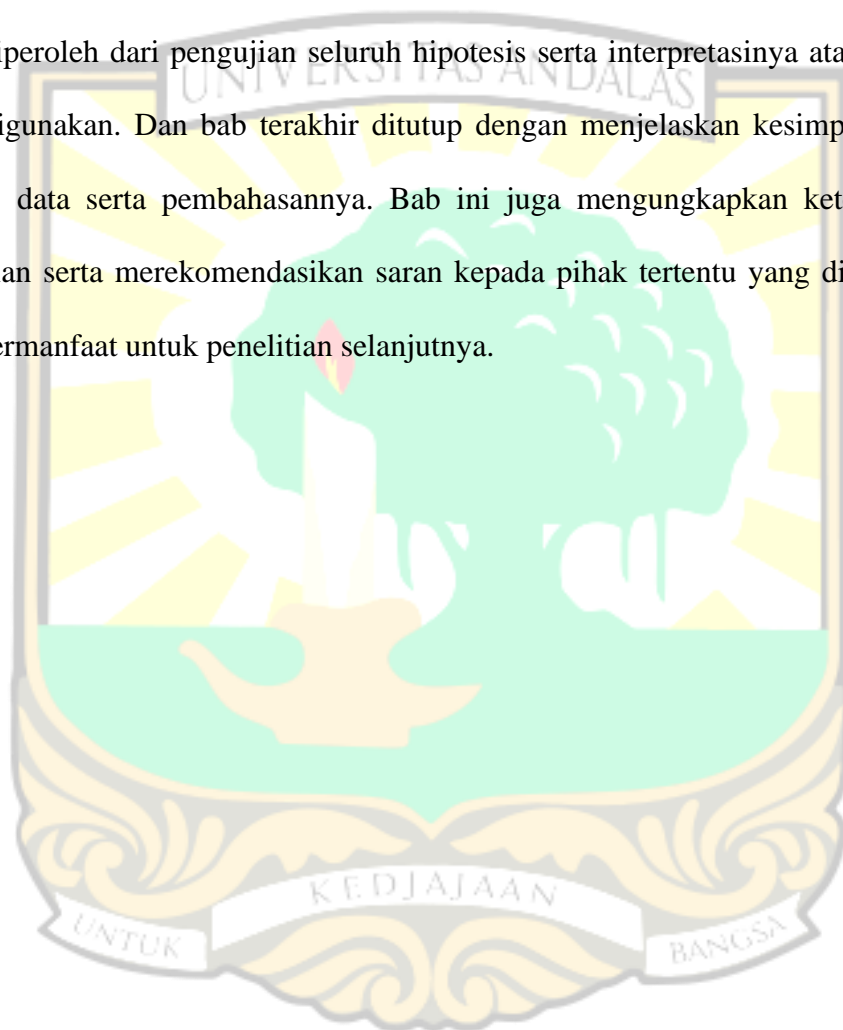 iperoleh dari pengujian seluruh hipotesis serta interpretasinya ata
UNIVERSITAS ANDALAS
igunakan. Dan bab terakhir ditutup dengan menjelaskan kesimp
data serta pembahasannya. Bab ini juga mengungkapkan ket
an serta merekomendasikan saran kepada pihak tertentu yang di
ermanfaat untuk penelitian selanjutnya.
UNTUK KEDJAJAAN BANGSA